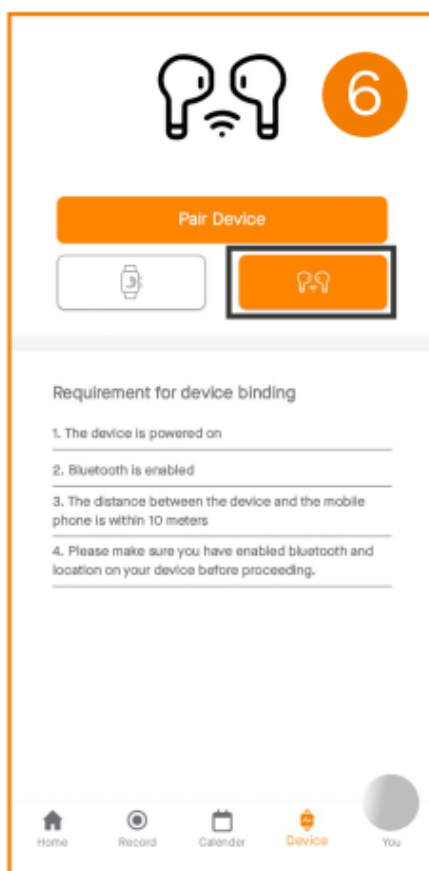 6
Pair Device
Requirement for device binding
1. The device is powered on
2. Bluetooth is enabled
3. The distance between the device and the mobile
phone is within 10 meters
4. Please make sure you have enabled bluetooth and
location on your device before proceeding.
Home Record Calender Device You